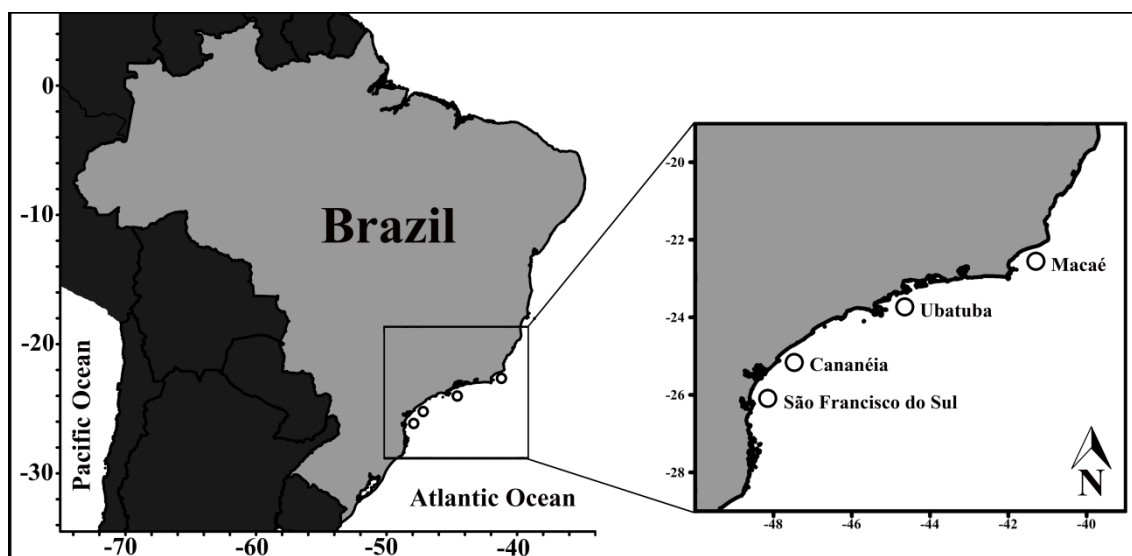 0
-10
-20
-30
-70
-60
-50
-40
Brazil
Pacific Ocean
Atlantic Ocean
-20
-22
-24
-26
-28
-48
-46
-44
-42
-40
Macaé
Ubatuba
Cananéia
São Francisco do Sul
N